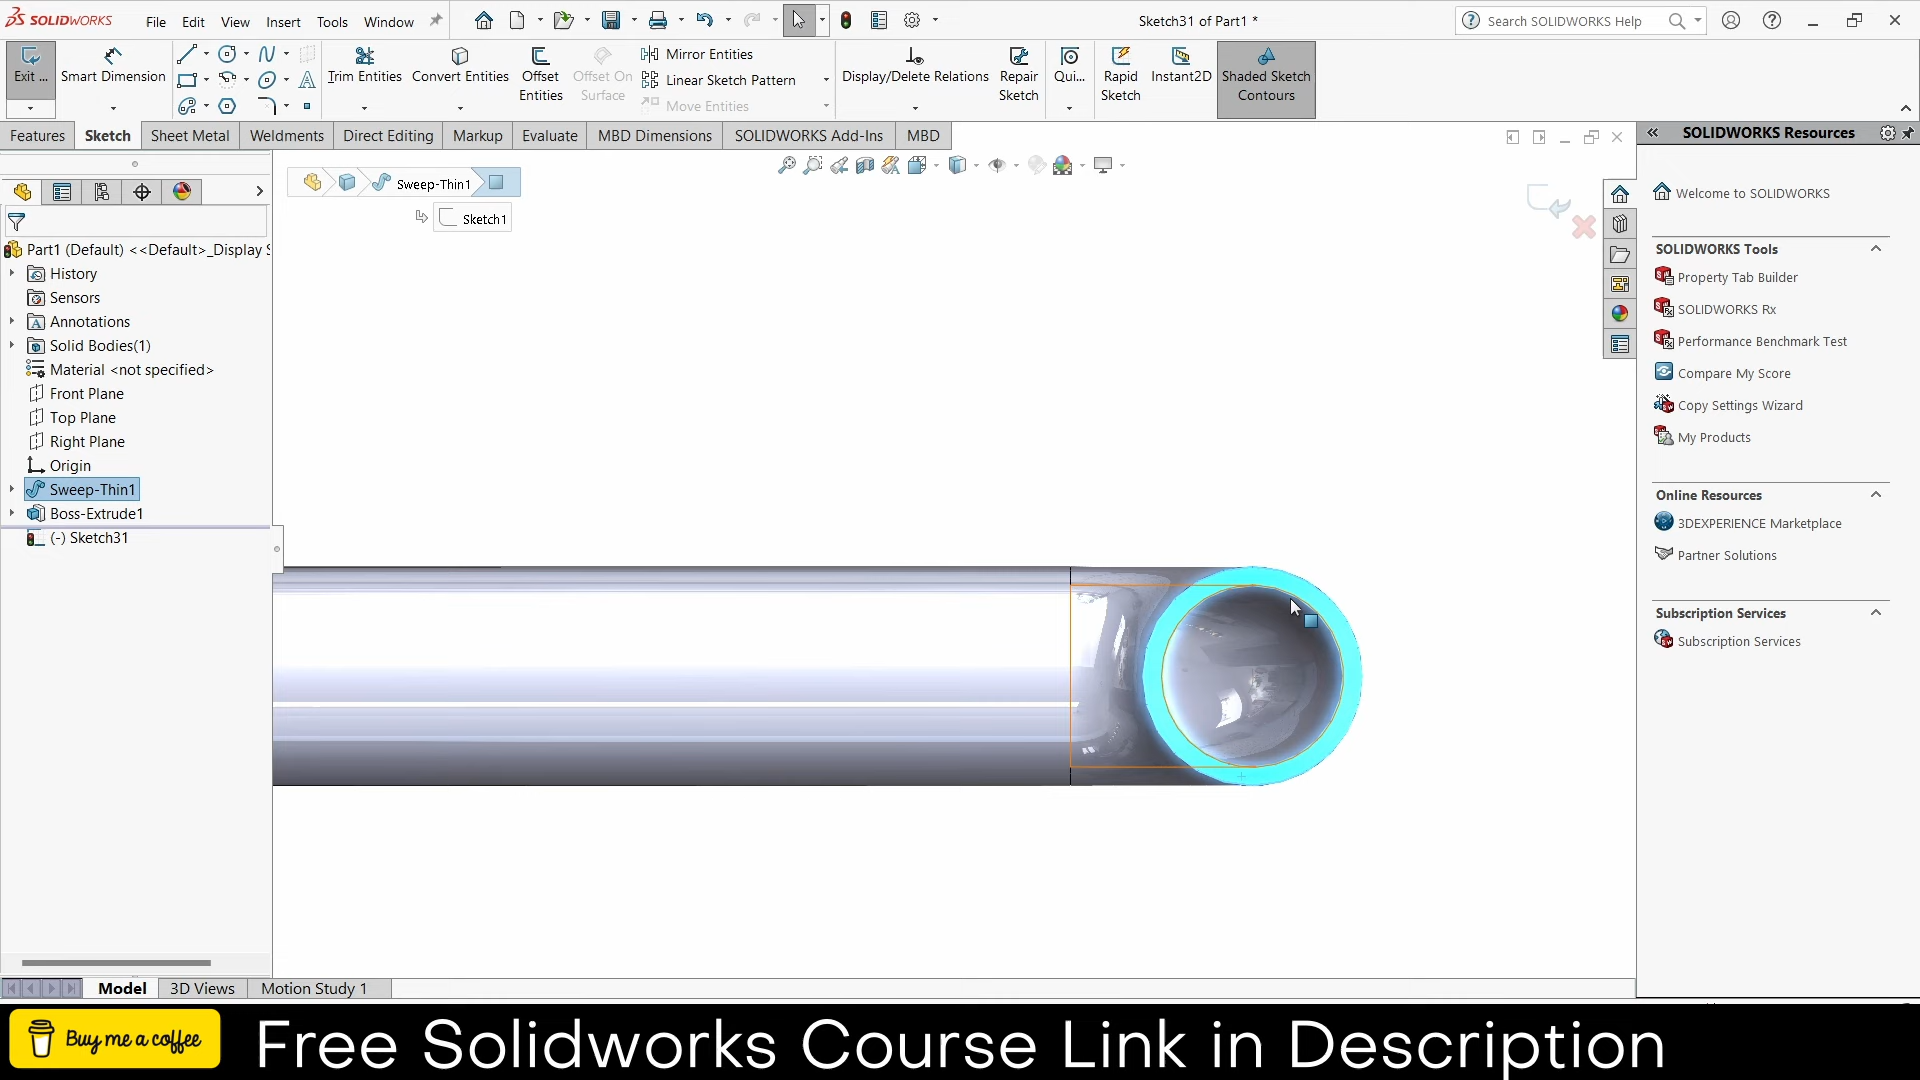 SOLIDWORKS
File
Edit
View
Insert
Tools
Window
Sketch31 of Part1 *
Search SOLIDWORKS Help
Exit ...
Smart Dimension
Trim Entities
Convert Entities
Offset
Entities
Offset On
Surface
Mirror Entities
Linear Sketch Pattern
Move Entities
Display/Delete Relations
Repair
Sketch
Qui...
Rapid
Sketch
Instant2D
Shaded Sketch
Contours
Features
Sketch
Sheet Metal
Weldments
Direct Editing
Markup
Evaluate
MBD Dimensions
SOLIDWORKS Add-Ins
MBD
Sweep-Thin1
Sketch1
Part1 (Default) <<Default>_Display S
History
Sensors
Annotations
Solid Bodies(1)
Material <not specified>
Front Plane
Top Plane
Right Plane
Origin
Sweep-Thin1
Boss-Extrude1
(-) Sketch31
SOLIDWORKS Resources
Welcome to SOLIDWORKS
SOLIDWORKS Tools
Property Tab Builder
SOLIDWORKS Rx
Performance Benchmark Test
Compare My Score
Copy Settings Wizard
My Products
Online Resources
3DEXPERIENCE Marketplace
Partner Solutions
Subscription Services
Subscription Services
Model
3D Views
Motion Study 1
Buy me a coffee
Free Solidworks Course Link in Description